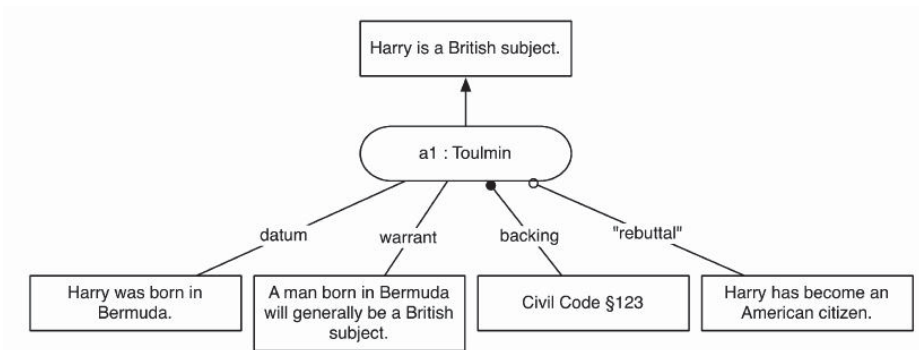 Harry is a British subject.
a1 : Toulmin
datum
warrant
backing
"rebuttal"
Harry was born in
Bermuda.
A man born in Bermuda
will generally be a British
subject.
Civil Code §123
Harry has become an
American citizen.